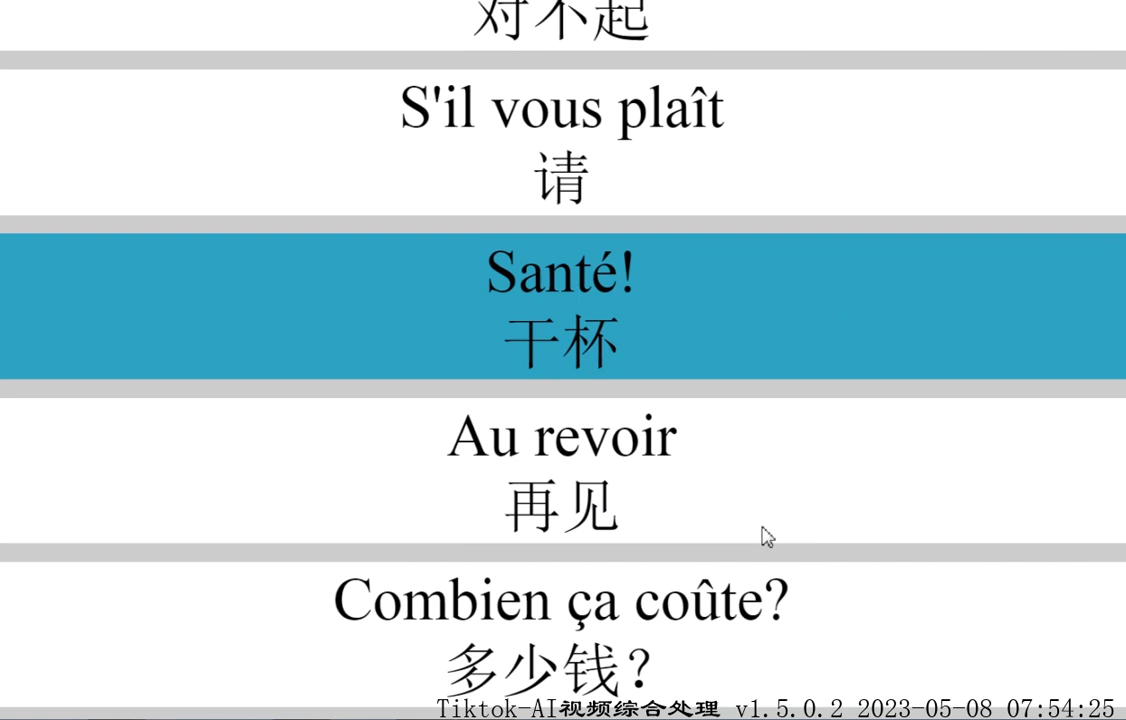 对不起
S'il vous plaît
请
Santé!
干杯
Au revoir
再见
Combien ça coûte?
多少钱?
Tiktok-AI视频综合处理 v1.5.0.2 2023-05-08 07:54:25